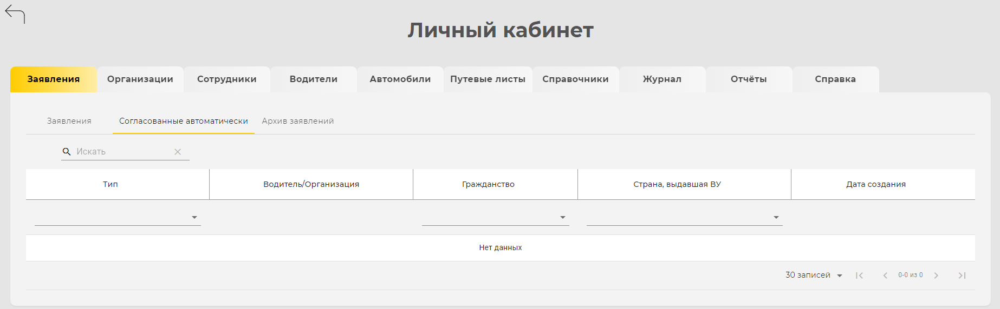 Личный кабинет
Заявления Организации Сотрудники Водители Автомобили Путевые листы Справочники Журнал Отчёты Справка
Заявления Согласованные автоматически Архив заявлений
Искать
Тип Водитель/Организация Гражданство Страна, выдавшая ВУ Дата создания
Нет данных
30 записей 0-0 из 0